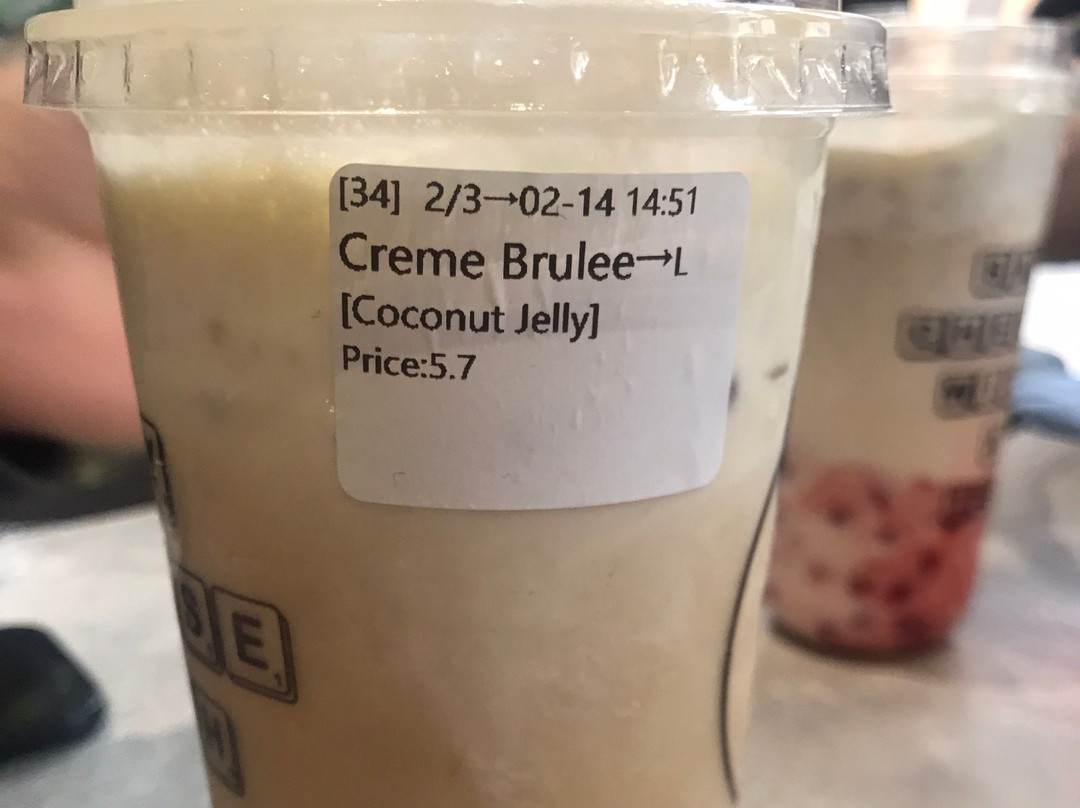 [34] 2/3→02-14 14:51
Creme Brulee→L
[Coconut Jelly]
Price:5.7
S E
H